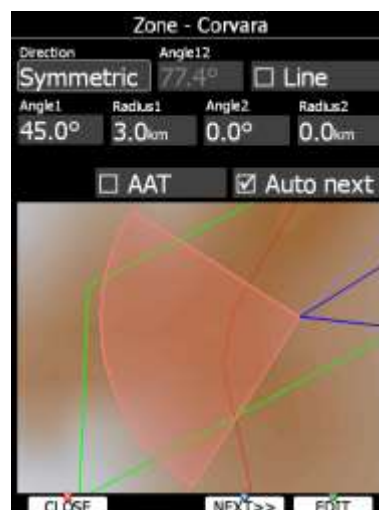 Zone - Corvara
Direction Angle12
Symmetric 77.4° Line
Angle1 Radius1 Angle2 Radius2
45.0° 3.0km 0.0° 0.0km
AAT Auto next
CLOSE NEXT>> EDIT